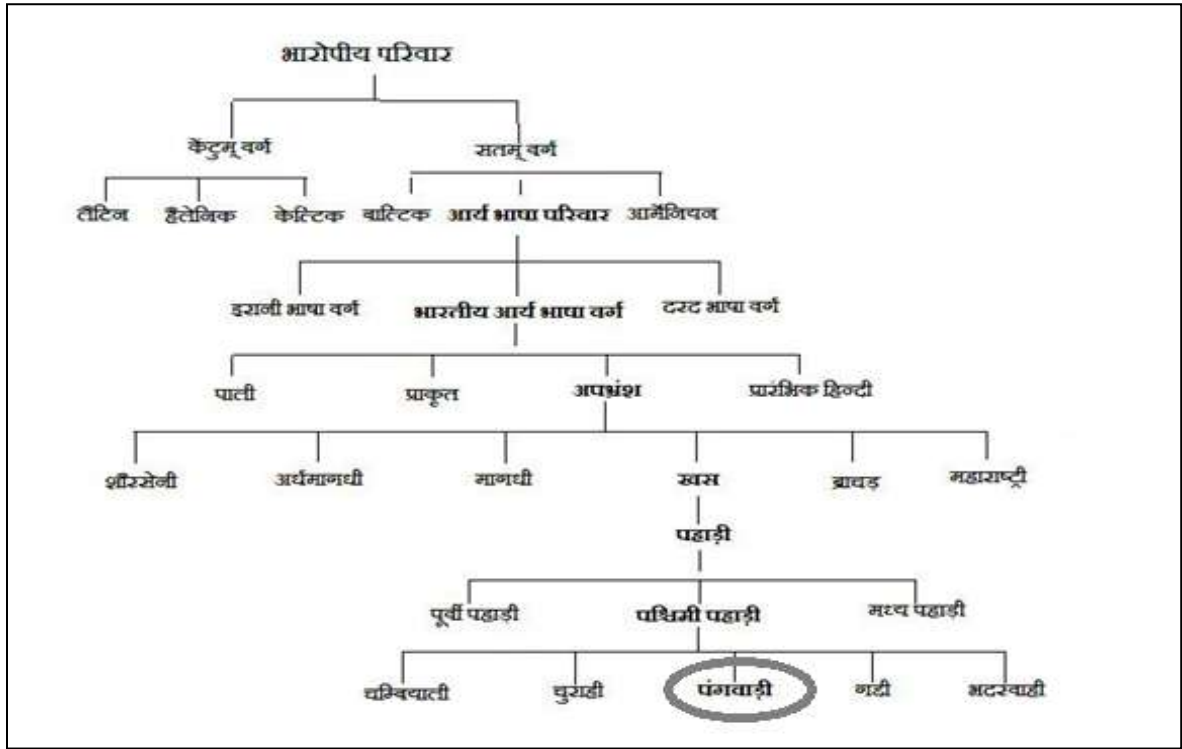 भारोपीय परिवार
केंटुम् वर्ग सतम् वर्ग
लैटिन हैलेनिक केल्टिक बाल्टिक आर्य भाषा परिवार आर्मेनियन
इरानी भाषा वर्ग भारतीय आर्य भाषा वर्ग दरद भाषा वर्ग
पाली प्राकृत अपभ्रंश प्रारंभिक हिन्दी
शौरसेनी अर्धमागधी मागधी खस ब्राचड़ महाराष्ट्री
पहाड़ी
पूर्वी पहाड़ी पश्चिमी पहाड़ी मध्य पहाड़ी
चम्बियाली चुराही पंगवाड़ी गद्दी भदरवाही